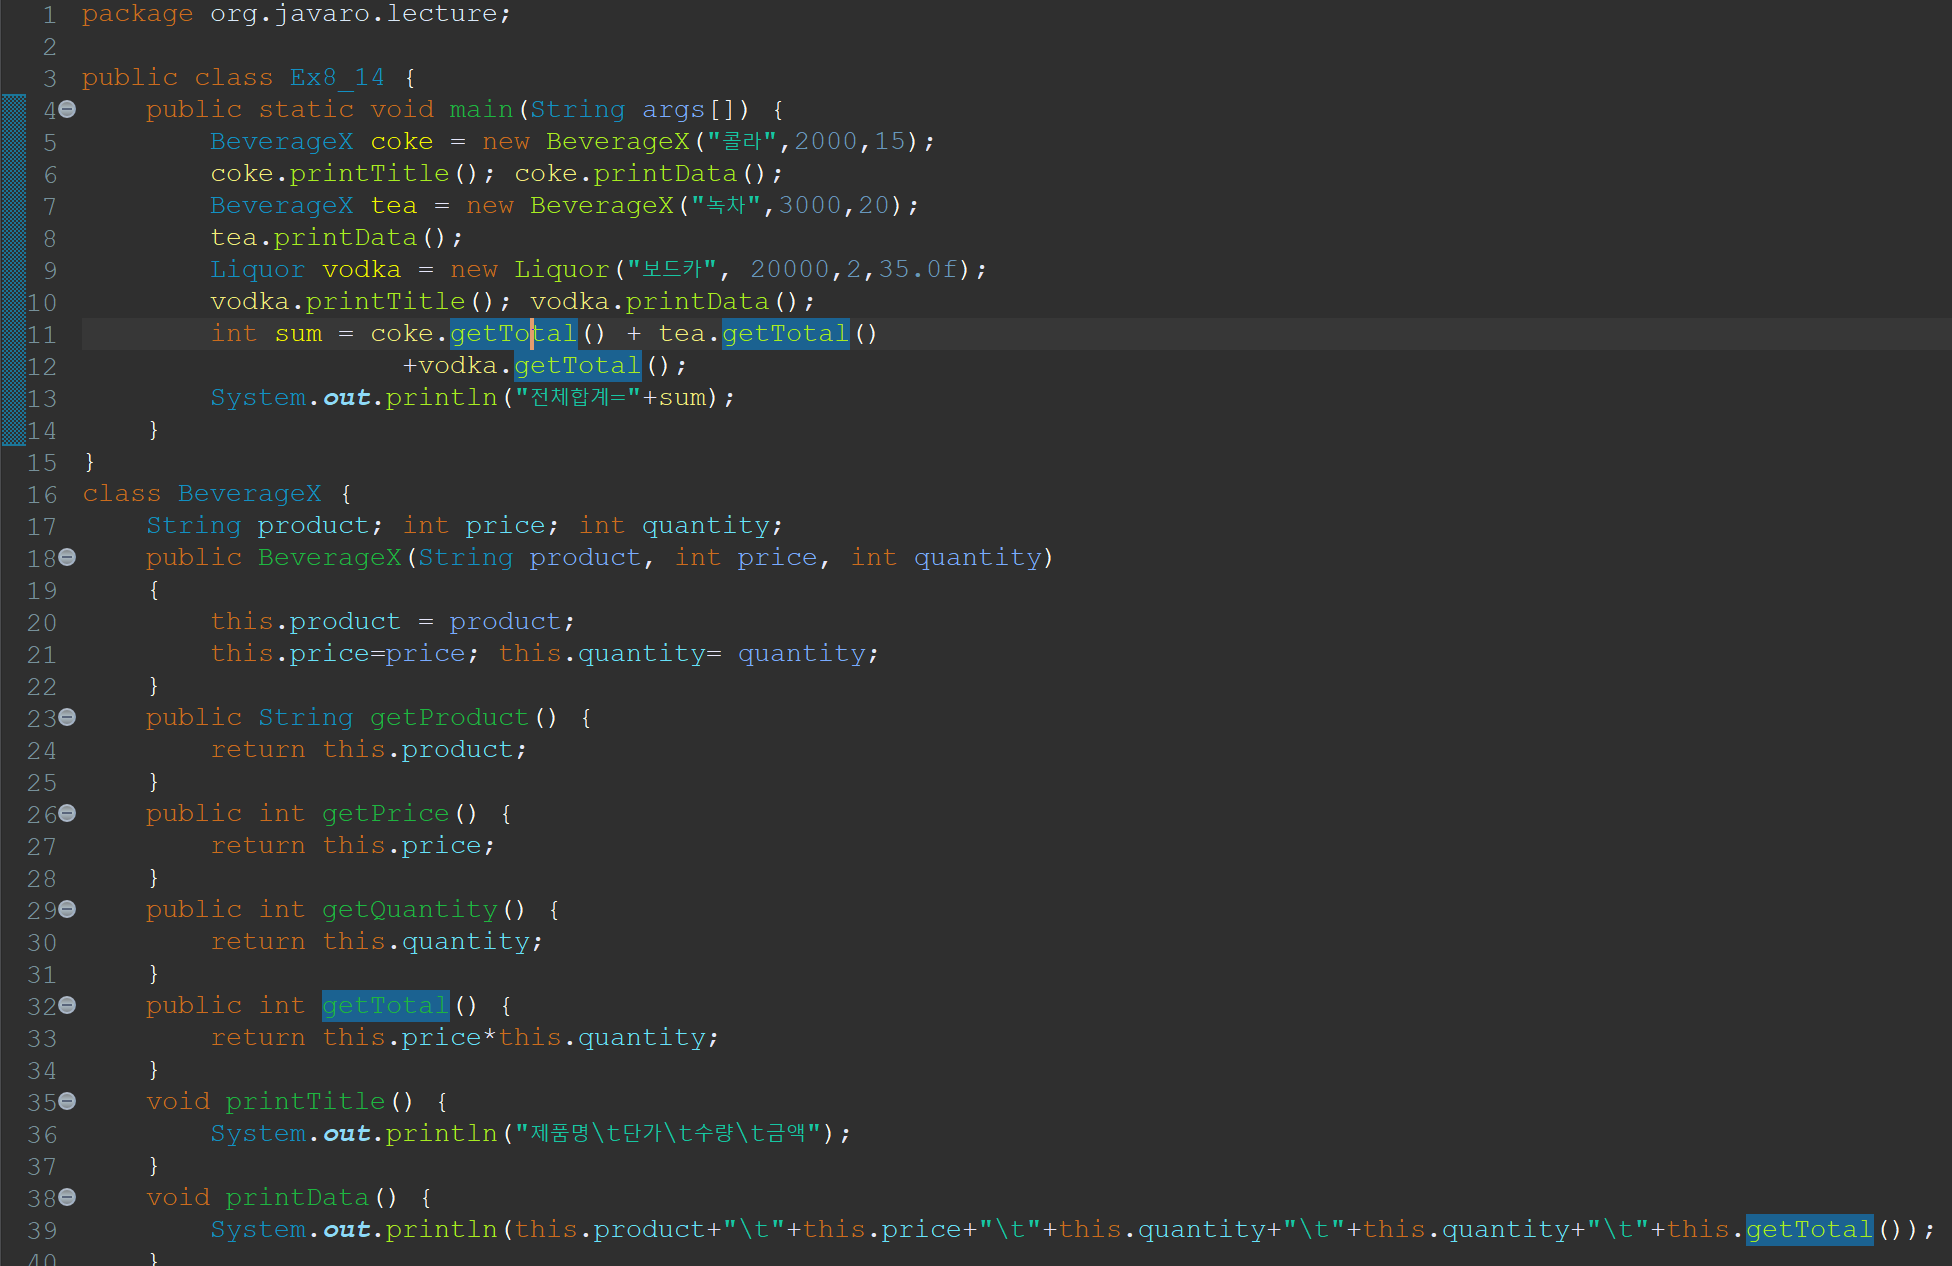 1 package org.javaro.lecture;
2
3 public class Ex8_14 {
4     public static void main(String args[]) {
5         BeverageX coke = new BeverageX("콜라",2000,15);
6         coke.printTitle(); coke.printData();
7         BeverageX tea = new BeverageX("녹차",3000,20);
8         tea.printData();
9         Liquor vodka = new Liquor("보드카", 20000,2,35.0f);
10         vodka.printTitle(); vodka.printData();
11         int sum = coke.getTotal() + tea.getTotal()
12                     +vodka.getTotal();
13         System.out.println("전체합계="+sum);
14     }
15 }
16 class BeverageX {
17     String product; int price; int quantity;
18     public BeverageX(String product, int price, int quantity)
19     {
20         this.product = product;
21         this.price=price; this.quantity= quantity;
22     }
23     public String getProduct() {
24         return this.product;
25     }
26     public int getPrice() {
27         return this.price;
28     }
29     public int getQuantity() {
30         return this.quantity;
31     }
32     public int getTotal() {
33         return this.price*this.quantity;
34     }
35     void printTitle() {
36         System.out.println("제품명\t단가\t수량\t금액");
37     }
38     void printData() {
39         System.out.println(this.product+"\t"+this.price+"\t"+this.quantity+"\t"+this.quantity+"\t"+this.getTotal());
40     }